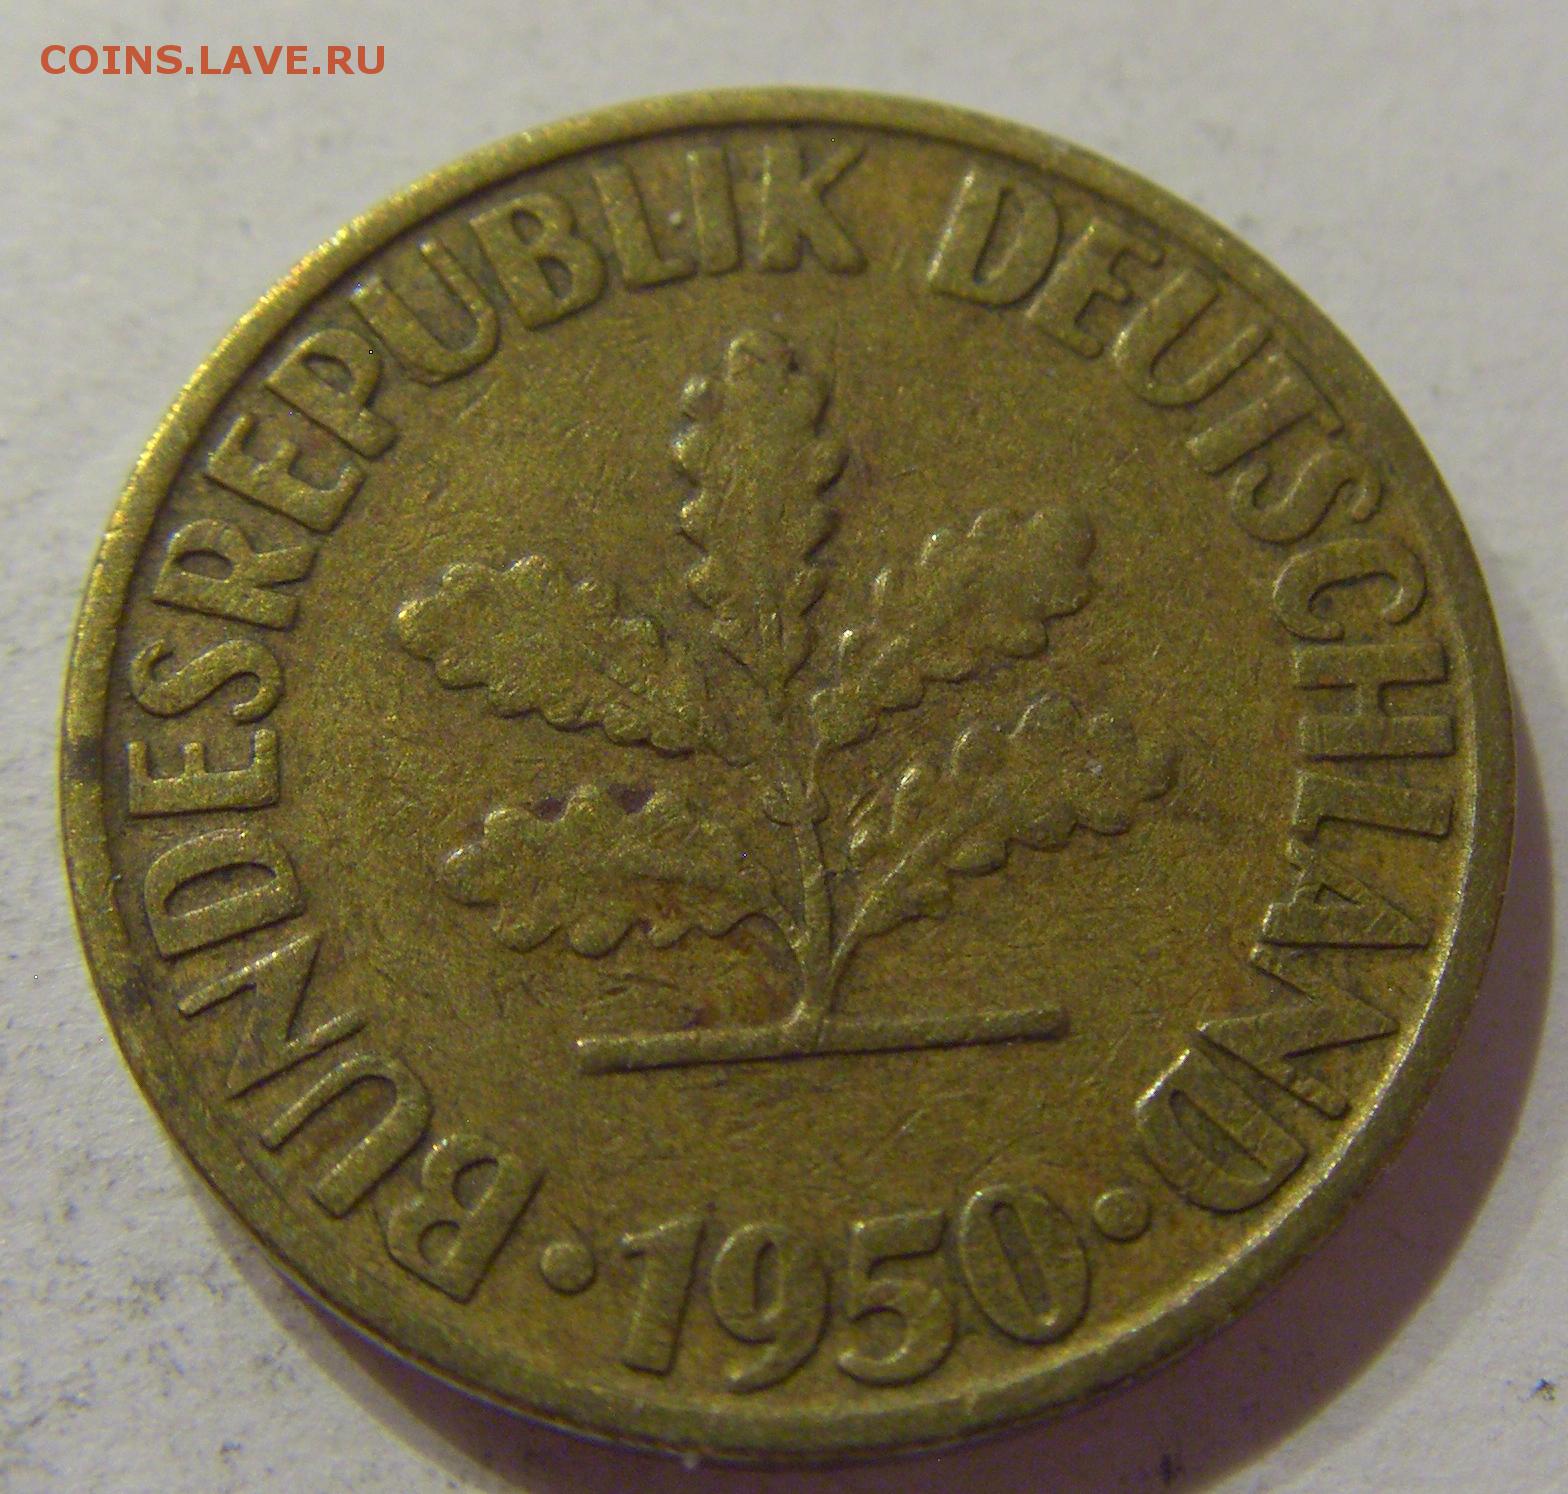 COINS.LAVE.RU
BUNDESREPUBLIK DEUTSCHLAND
· 1950 ·